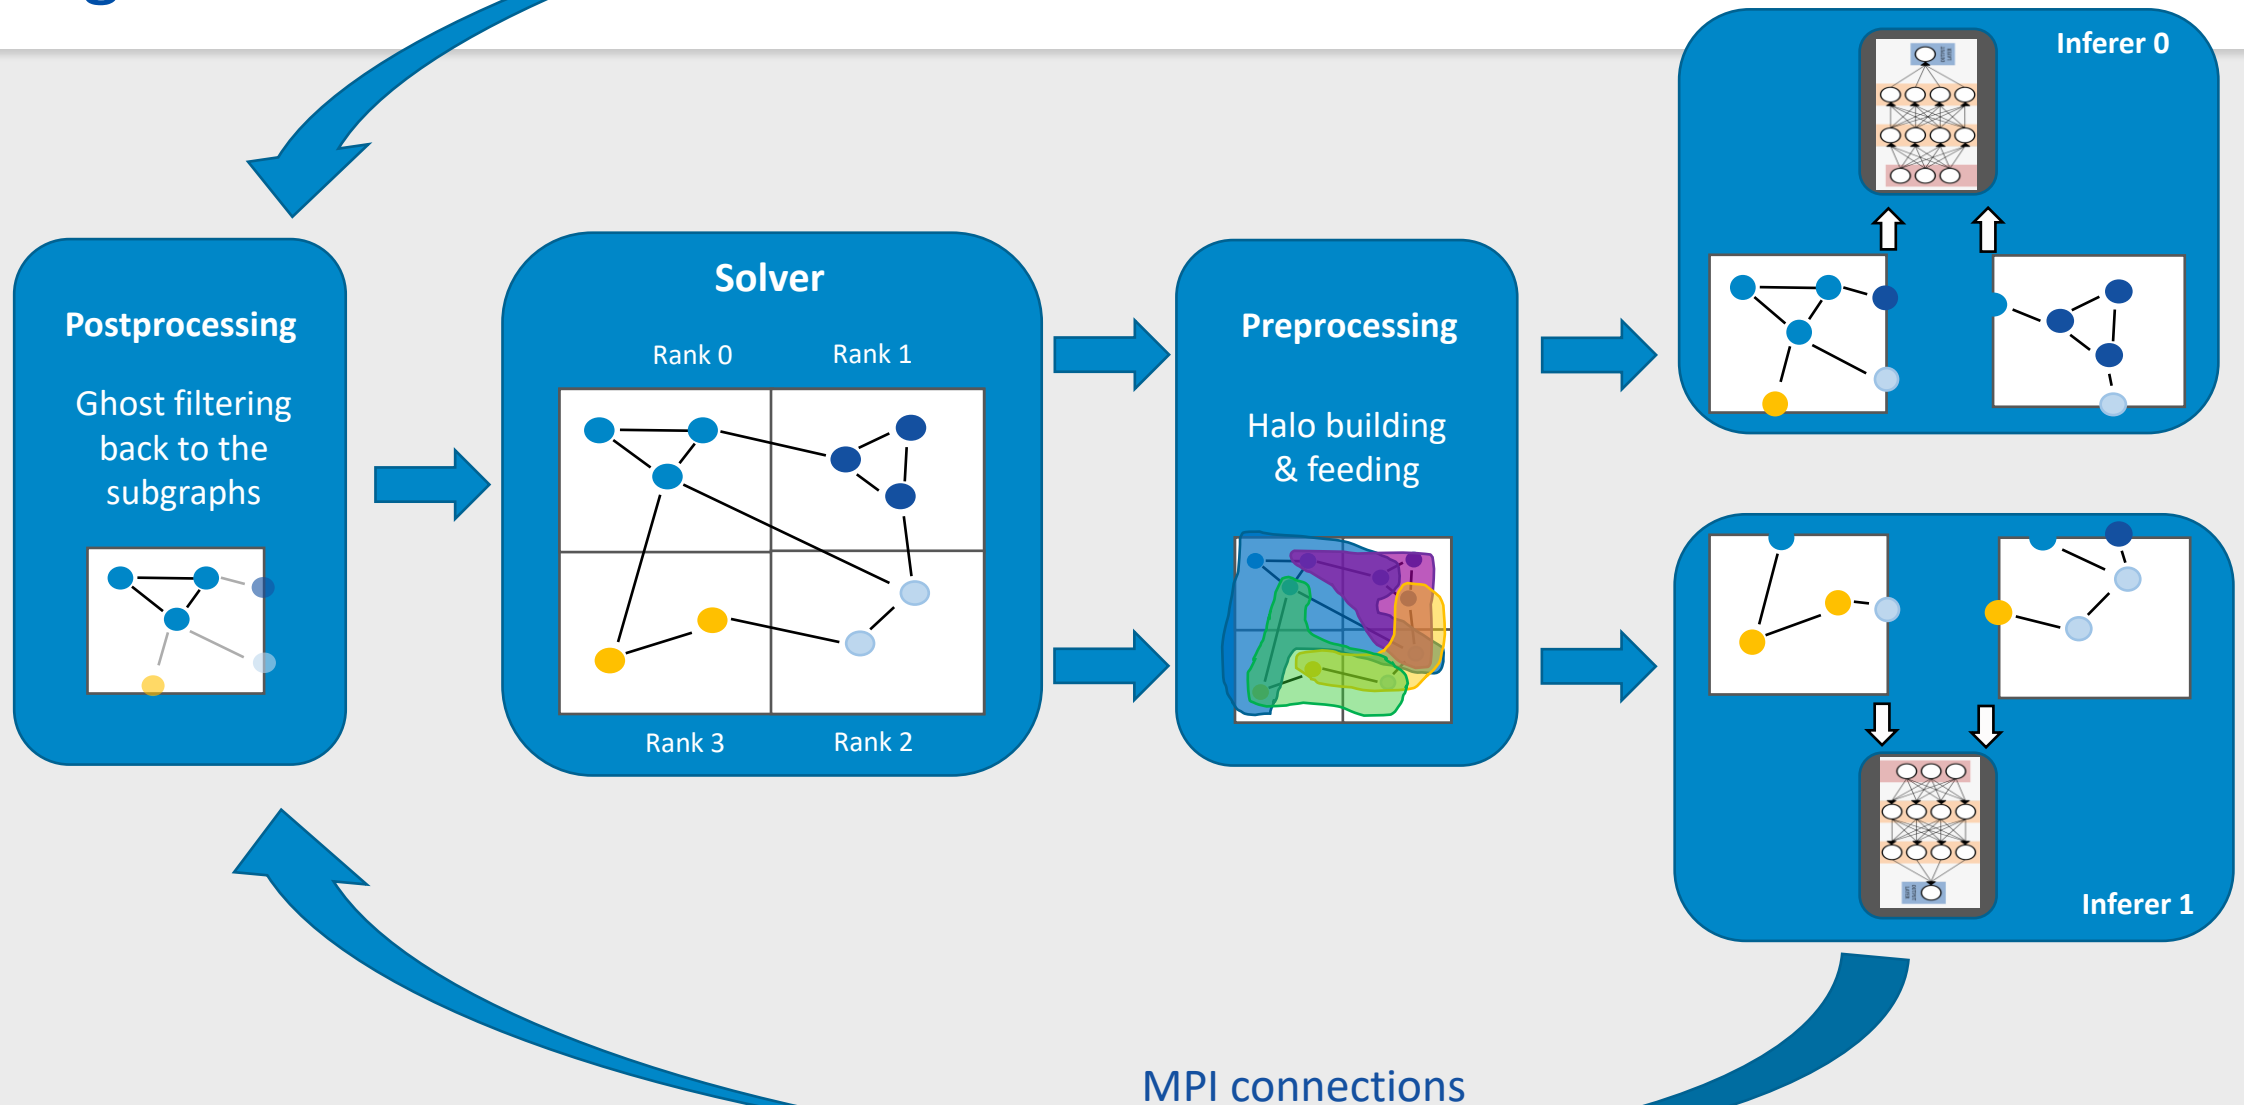 Inferer 0
Postprocessing
Ghost filtering
back to the
subgraphs
Solver
Rank 0
Rank 1
Rank 3
Rank 2
Preprocessing
Halo building
& feeding
Inferer 1
MPI connections